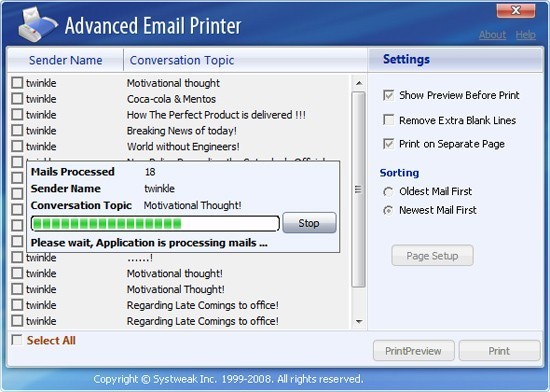 Advanced Email Printer
About Help
Sender Name Conversation Topic Settings
twinkle Motivational thought
twinkle Coca-cola & Mentos
twinkle How The Perfect Product is delivered !!!
twinkle Breaking News of today!
twinkle World without Engineers!
Mails Processed 18
Sender Name twinkle
Conversation Topic Motivational Thought!
Stop
Please wait, Application is processing mails ...
twinkle ......!
twinkle Motivational thought!
twinkle Motivational Thought!
twinkle Regarding Late Comings to office!
twinkle Regarding Late Comings to office!
Select All
Show Preview Before Print
Remove Extra Blank Lines
Print on Separate Page
Sorting
Oldest Mail First
Newest Mail First
Page Setup
PrintPreview Print
Copyright © Systweak Inc. 1999-2008. All rights reserved.